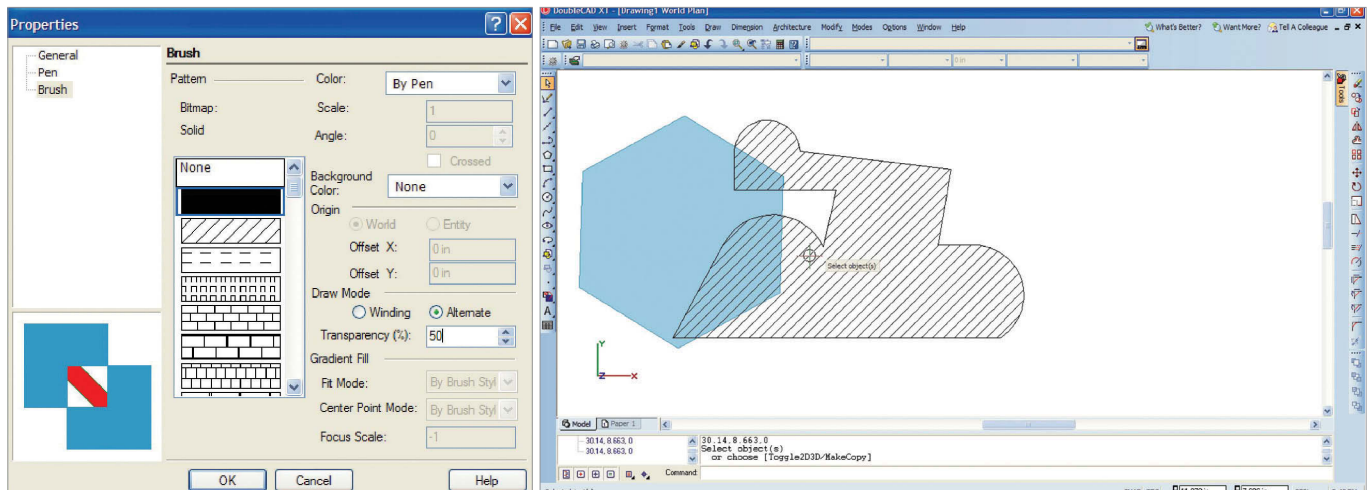 Properties
General
Pen
Brush
Brush
Pattern
Bitmap:
Solid
None
Color:
By Pen
Scale:
1
Angle:
0
Crossed
Background
Color:
None
Origin
World
Entity
Offset X:
0 in
Offset Y:
0 in
Draw Mode
Winding
Alternate
Transparency (%):
50
Gradient Fill
Fit Mode:
By Brush Styl
Center Point Mode:
By Brush Styl
Focus Scale:
-1
OK
Cancel
Help
DoubleCAD XT - [Drawing1 World Plan]
File Edit View Insert Format Tools Draw Dimension Architecture Modify Modes Options Window Help
What's Better? Want More? Tell A Colleague
0 in
Tools
Select object(s)
Y
Z
X
Model Paper 1
30.14, 8.663, 0
30.14, 8.663, 0
30.14,8.663,0
Select object(s)
or choose [Toggle2D3D/MakeCopy]
Command: